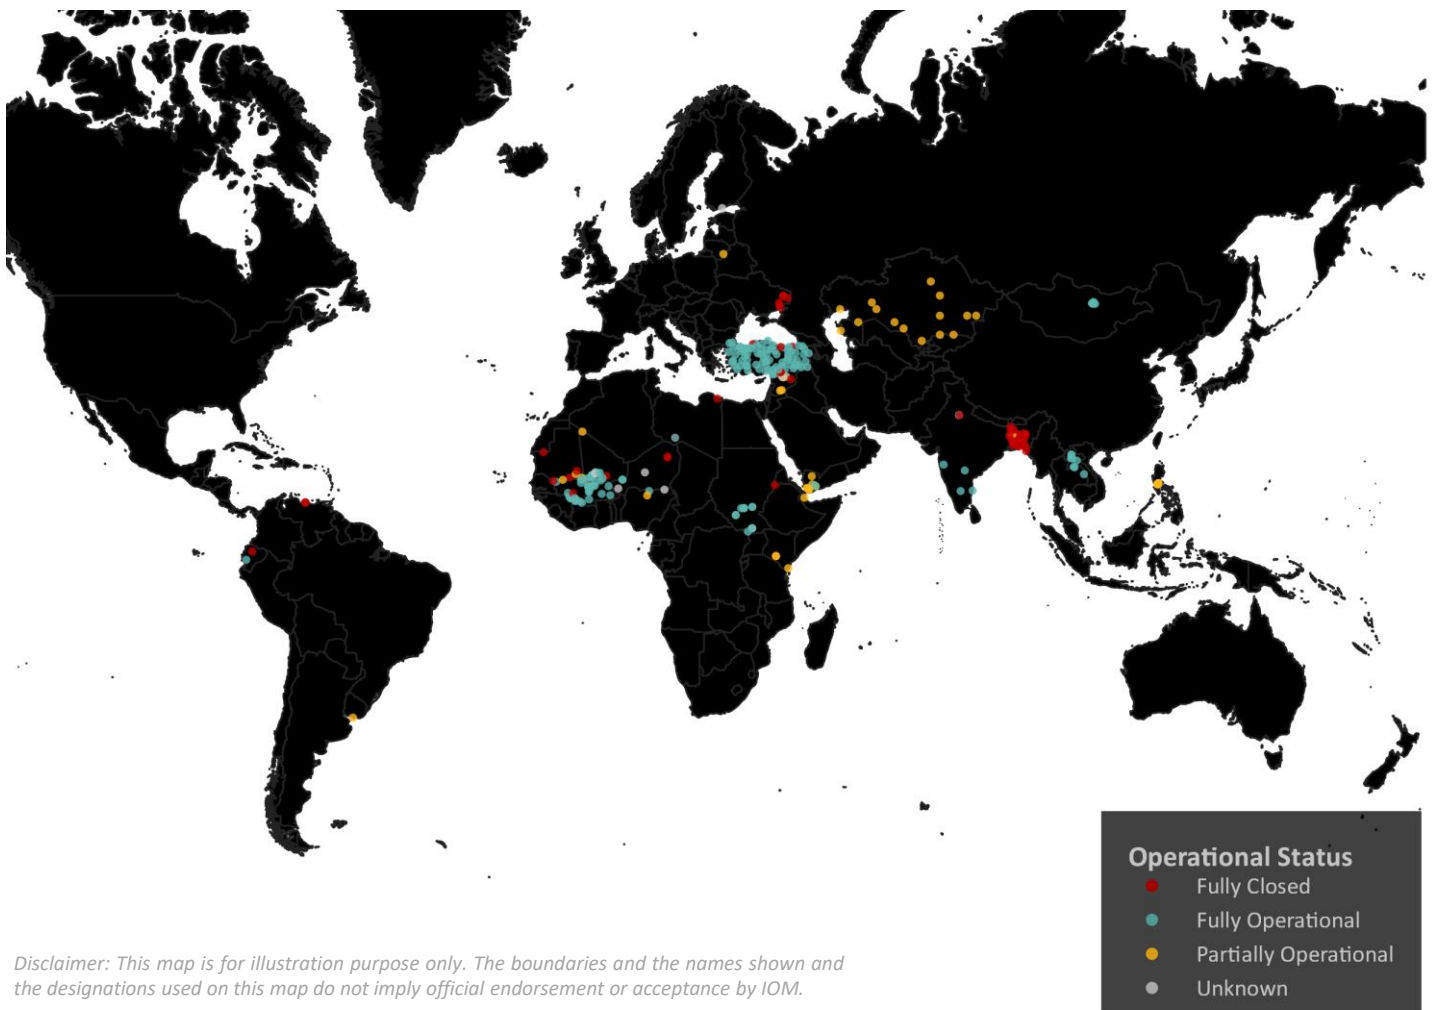 Operational Status
Fully Closed
Fully Operational
Partially Operational
Unknown
Disclaimer: This map is for illustration purpose only. The boundaries and the names shown and
the designations used on this map do not imply official endorsement or acceptance by IOM.